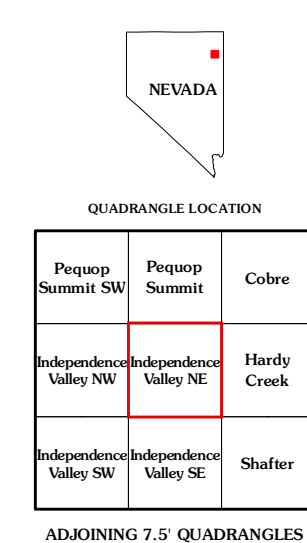 NEVADA
QUADRANGLE LOCATION
Pequop
Summit SW
Pequop
Summit
Cobre
Independence
Valley NW
Independence
Valley NE
Hardy
Creek
Independence
Valley SW
Independence
Valley SE
Shafter
ADJOINING 7.5' QUADRANGLES